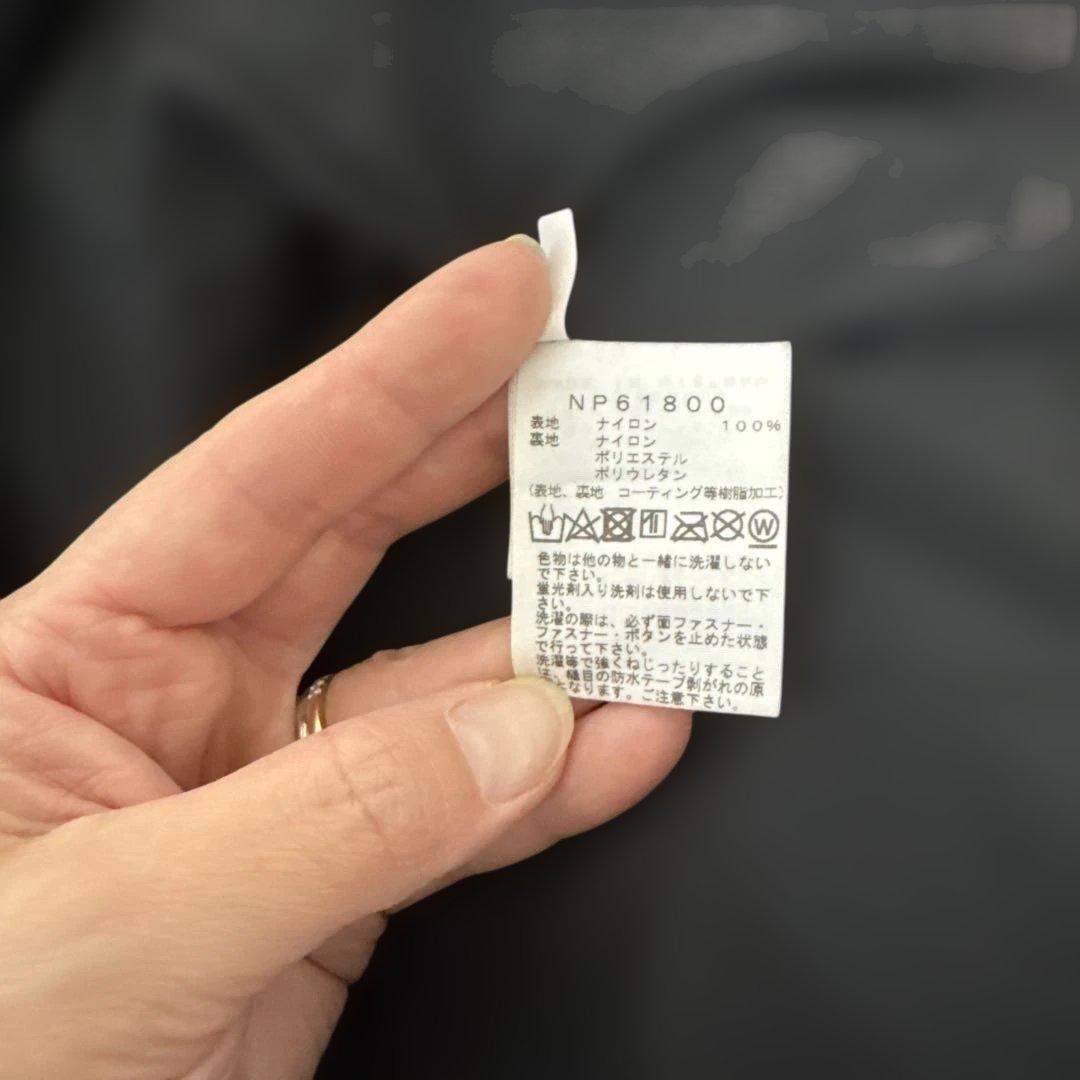 NP61800
表地 ナイロン 100%
裏地 ナイロン
ポリエステル
ポリウレタン
(表地、裏地 コーティング等樹脂加工)
W
色物は他の物と一緒に洗濯しない
で下さい。
蛍光剤入り洗剤は使用しないで下
さい。
洗濯の際は、必ず面ファスナー・
ファスナー・ボタンを止めた状態
で行って下さい。
洗濯等で強くねじったりすること
は、縫目の防水テープ剥がれの原
となります。ご注意下さい。